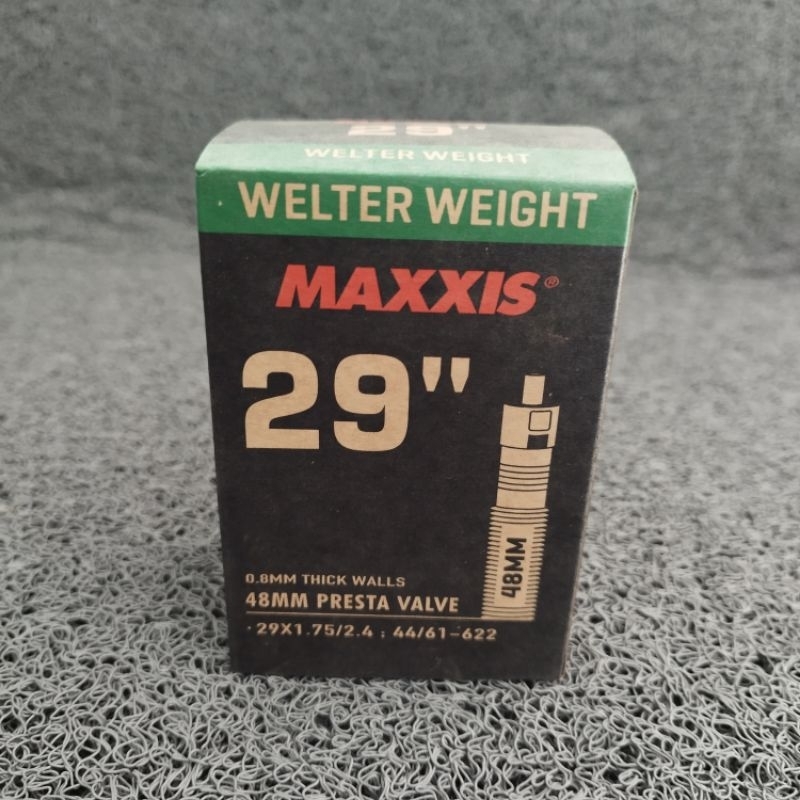 29"
WELTER WEIGHT
WELTER WEIGHT
MAXXIS®
29"
48MM
0.8MM THICK WALLS
48MM PRESTA VALVE
· 29X1.75/2.4 ; 44/61-622